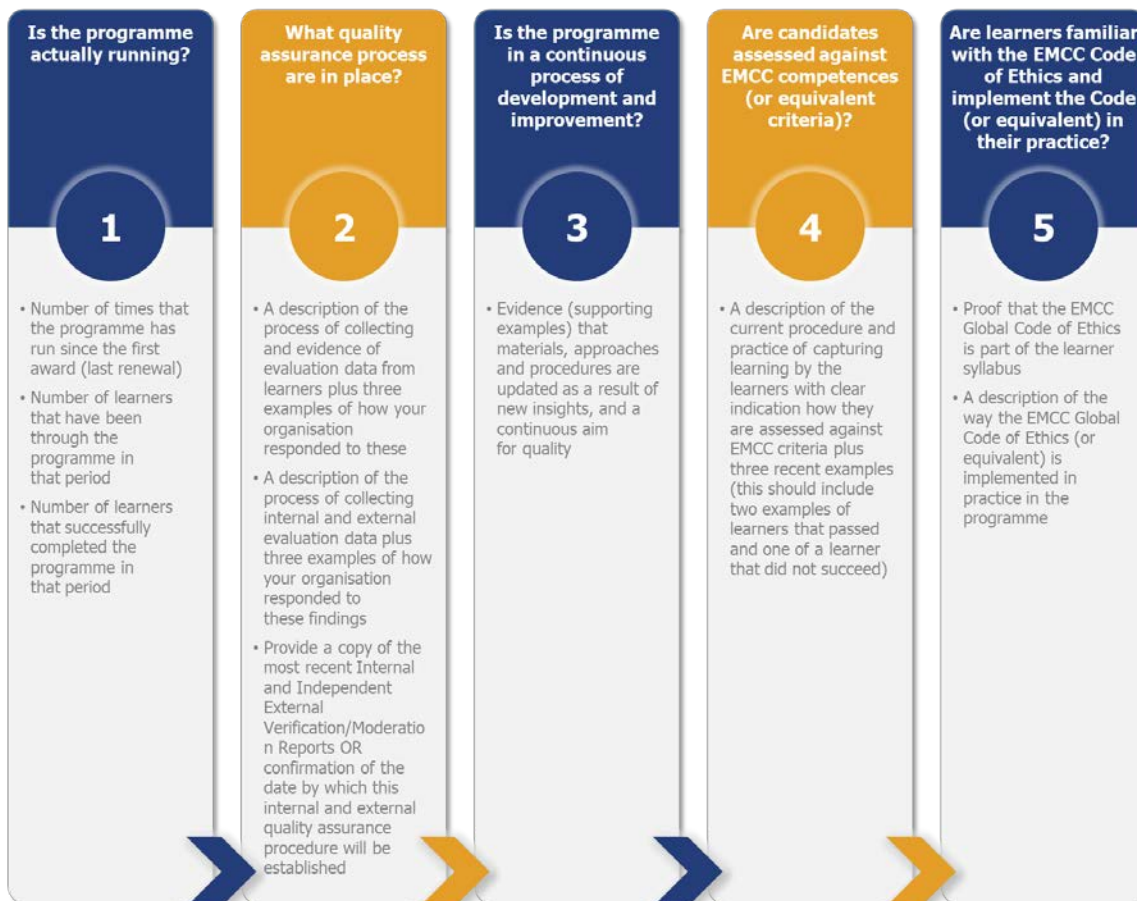 Is the programme
actually running?
1
• Number of times that
the programme has
run since the first
award (last renewal)
• Number of learners
that have been
through the
programme in
that period
• Number of learners
that successfully
completed the
programme in
that period
What quality
assurance process
are in place?
2
• A description of the
process of collecting
and evidence of
evaluation data from
learners plus three
examples of how your
organisation
responded to these
• A description of the
process of collecting
internal and external
evaluation data plus
three examples of how
your organisation
responded to
these findings
• Provide a copy of the
most recent Internal
and Independent
External
Verification/Moderatio
n Reports OR
confirmation of the
date by which this
internal and external
quality assurance
procedure will be
established
Is the programme
in a continuous
process of
development and
improvement?
3
• Evidence (supporting
examples) that
materials, approaches
and procedures are
updated as a result of
new insights, and a
continuous aim
for quality
Are candidates
assessed against
EMCC competences
(or equivalent
criteria)?
4
• A description of the
current procedure and
practice of capturing
learning by the
learners with clear
indication how they
are assessed against
EMCC criteria plus
three recent examples
(this should include
two examples of
learners that passed
and one of a learner
that did not succeed)
Are learners familiar
with the EMCC Code
of Ethics and
implement the Code
(or equivalent) in
their practice?
5
• Proof that the EMCC
Global Code of Ethics
is part of the learner
syllabus
• A description of the
way the EMCC Global
Code of Ethics (or
equivalent) is
implemented in
practice in the
programme